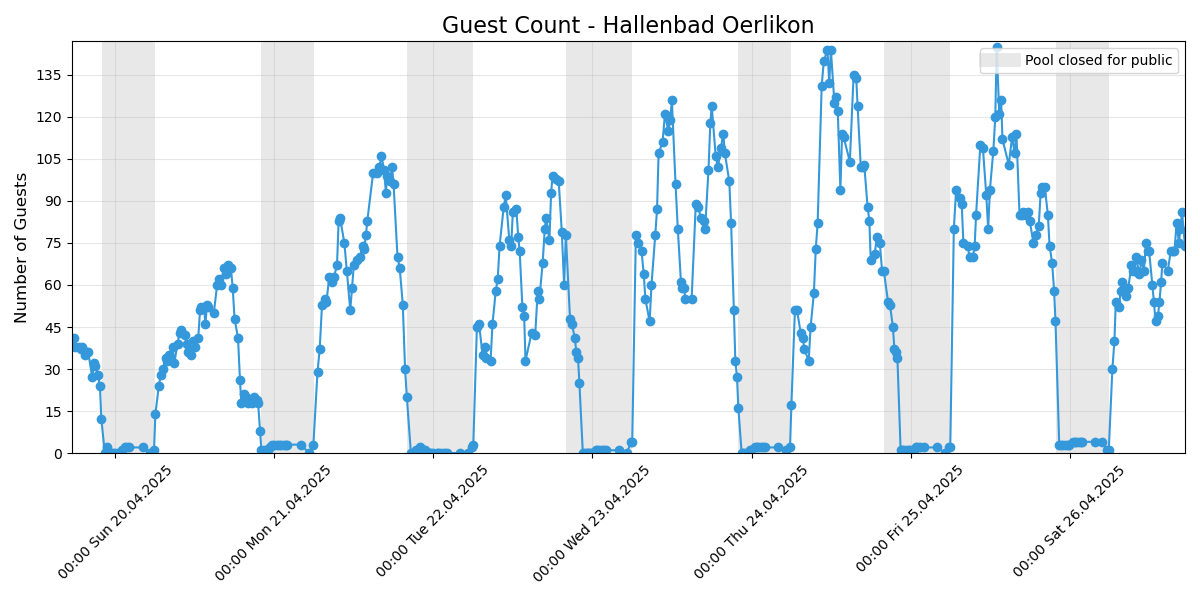 Guest Count - Hallenbad Oerlikon
Pool closed for public
Number of Guests
135
120
105
90
75
60
45
30
15
0
00:00 Sun 20.04.2025
00:00 Mon 21.04.2025
00:00 Tue 22.04.2025
00:00 Wed 23.04.2025
00:00 Thu 24.04.2025
00:00 Fri 25.04.2025
00:00 Sat 26.04.2025